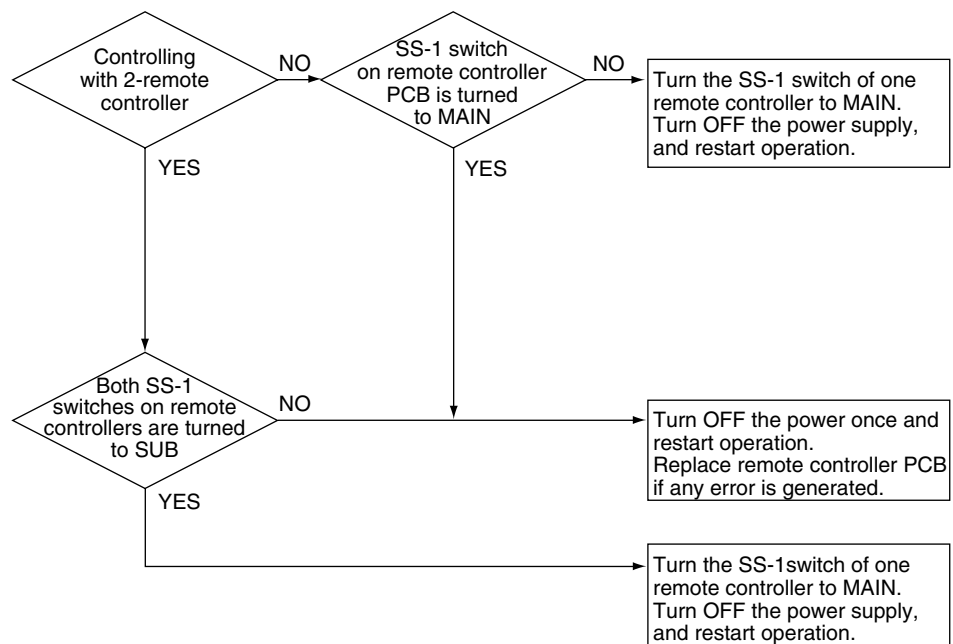 Controlling
with 2-remote
controller
NO
SS-1 switch
on remote controller
PCB is turned
to MAIN
NO
Turn the SS-1 switch of one
remote controller to MAIN.
Turn OFF the power supply,
and restart operation.
YES
YES
Both SS-1
switches on remote
controllers are turned
to SUB
NO
Turn OFF the power once and
restart operation.
Replace remote controller PCB
if any error is generated.
YES
Turn the SS-1switch of one
remote controller to MAIN.
Turn OFF the power supply,
and restart operation.